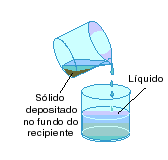 Líquido
Sólido
depositado
no fundo do
recipiente